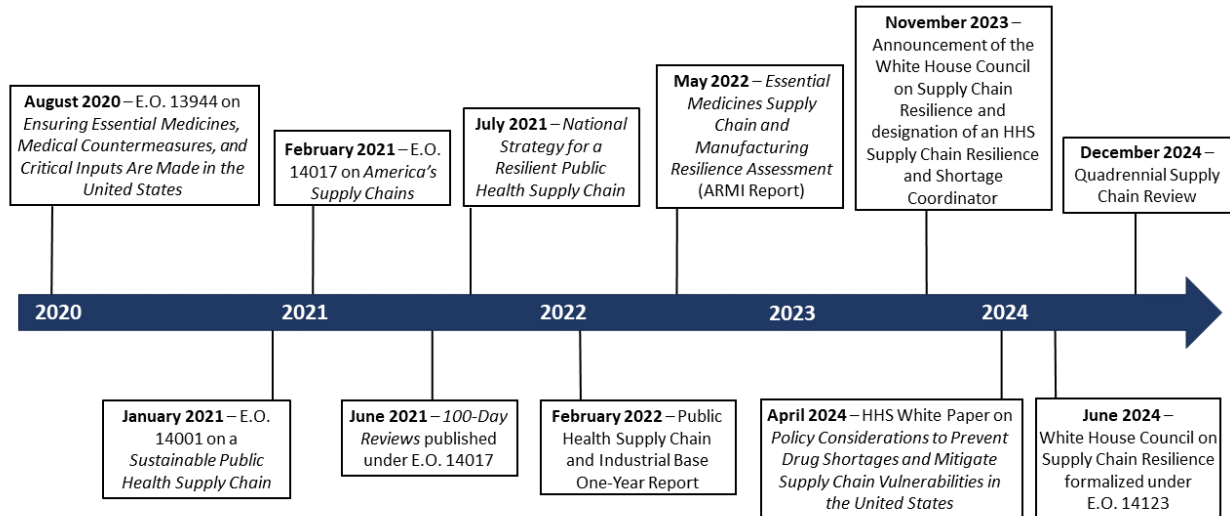 August 2020 – E.O. 13944 on
Ensuring Essential Medicines,
Medical Countermeasures, and
Critical Inputs Are Made in the
United States
February 2021 – E.O.
14017 on America's
Supply Chains
July 2021 – National
Strategy for a
Resilient Public
Health Supply Chain
May 2022 – Essential
Medicines Supply
Chain and
Manufacturing
Resilience Assessment
(ARMI Report)
November 2023 –
Announcement of the
White House Council
on Supply Chain
Resilience and
designation of an HHS
Supply Chain Resilience
and Shortage
Coordinator
December 2024 –
Quadrennial Supply
Chain Review
2020
2021
2022
2023
2024
January 2021 – E.O.
14001 on a
Sustainable Public
Health Supply Chain
June 2021 – 100-Day
Reviews published
under E.O. 14017
February 2022 – Public
Health Supply Chain
and Industrial Base
One-Year Report
April 2024 – HHS White Paper on
Policy Considerations to Prevent
Drug Shortages and Mitigate
Supply Chain Vulnerabilities in
the United States
June 2024 –
White House Council on
Supply Chain Resilience
formalized under
E.O. 14123